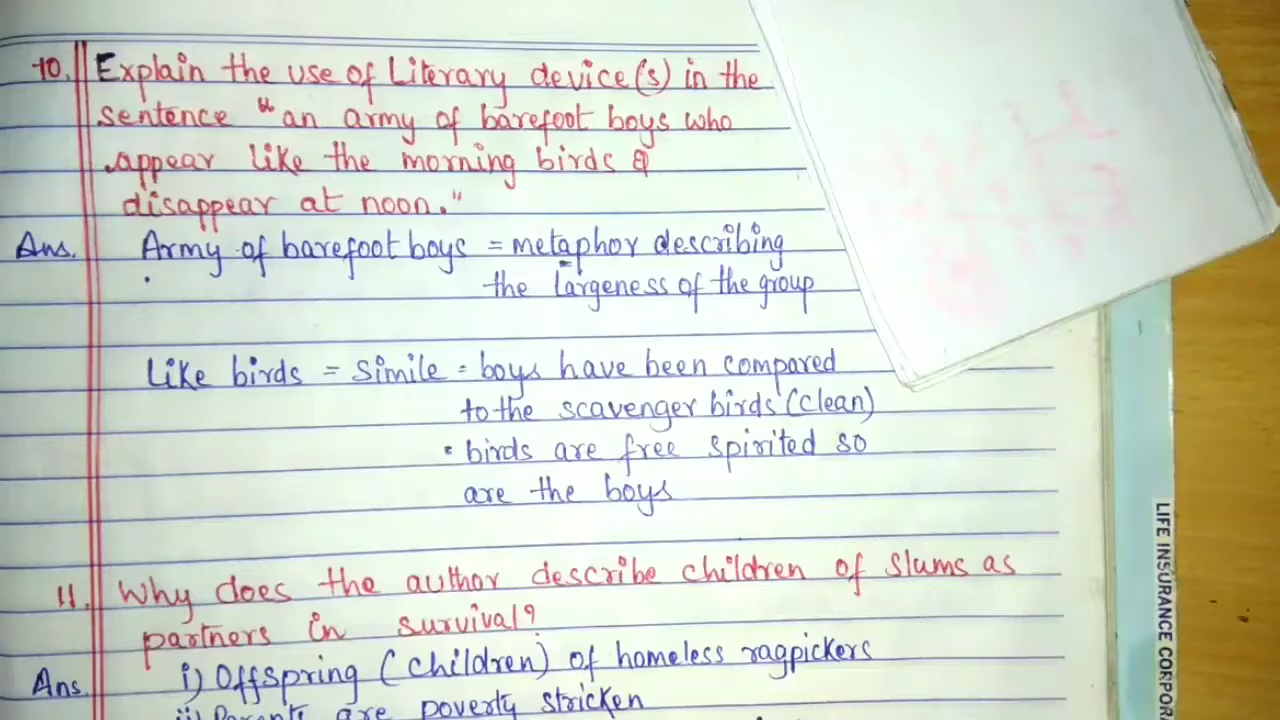 10. Explain the use of Literary device(s) in the
sentence "an army of barefoot boys who
appear like the morning birds &
disappear at noon."
Ans. Army of barefoot boys = metaphor describing
the largeness of the group
Like birds = Simile = boys have been compared
to the scavenger birds (clean)
• birds are free spirited so
are the boys
11. Why does the author describe children of slums as
partners in survival?
Ans i) Offspring (children) of homeless ragpickers
ii) Parents are poverty stricken
LIFE INSURANCE CORPORA